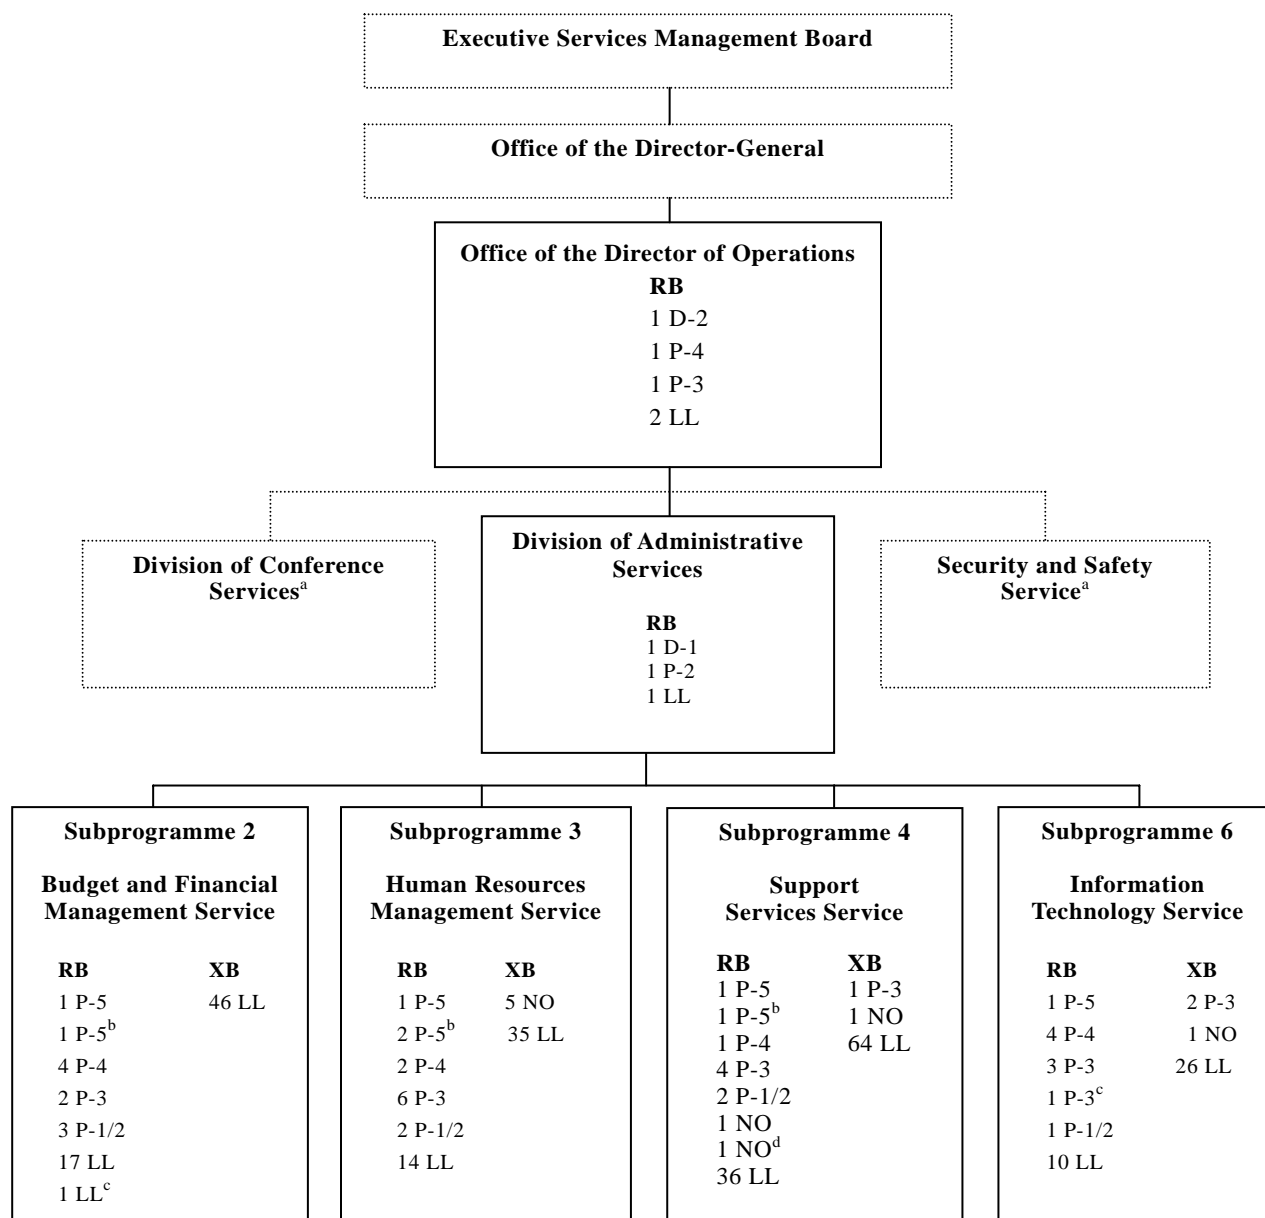 Executive Services Management Board
Office of the Director-General
Office of the Director of Operations
RB
1 D-2
1 P-4
1 P-3
2 LL
Division of Conference
Services^a
Division of Administrative
Services
RB
1 D-1
1 P-2
1 LL
Security and Safety
Service^a
Subprogramme 2
Budget and Financial
Management Service
RB XB
1 P-5 46 LL
1 P-5^b
4 P-4
2 P-3
3 P-1/2
17 LL
1 LL^c
Subprogramme 3
Human Resources
Management Service
RB XB
1 P-5 5 NO
2 P-5^b 35 LL
2 P-4
6 P-3
2 P-1/2
14 LL
Subprogramme 4
Support
Services Service
RB XB
1 P-5 1 P-3
1 P-5^b 1 NO
1 P-4 64 LL
4 P-3
2 P-1/2
1 NO
1 NO^d
36 LL
Subprogramme 6
Information
Technology Service
RB XB
1 P-5 2 P-3
4 P-4 1 NO
3 P-3 26 LL
1 P-3^c
1 P-1/2
10 LL